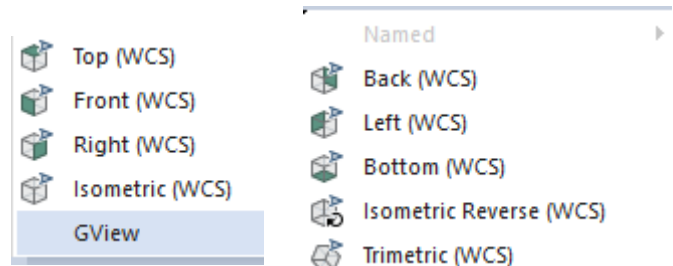 Top (WCS)
Front (WCS)
Right (WCS)
Isometric (WCS)
GView
Named
Back (WCS)
Left (WCS)
Bottom (WCS)
Isometric Reverse (WCS)
Trimetric (WCS)